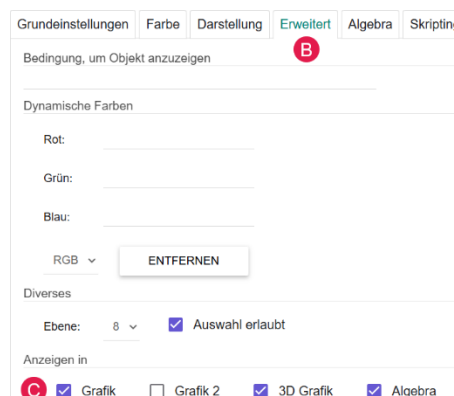 Grundeinstellungen Farbe Darstellung Erweitert Algebra Skripting
B
Bedingung, um Objekt anzuzeigen
Dynamische Farben
Rot:
Grün:
Blau:
RGB ENTFERNEN
Diverses
Ebene: 8 Auswahl erlaubt
Anzeigen in
C Grafik Grafik 2 3D Grafik Algebra